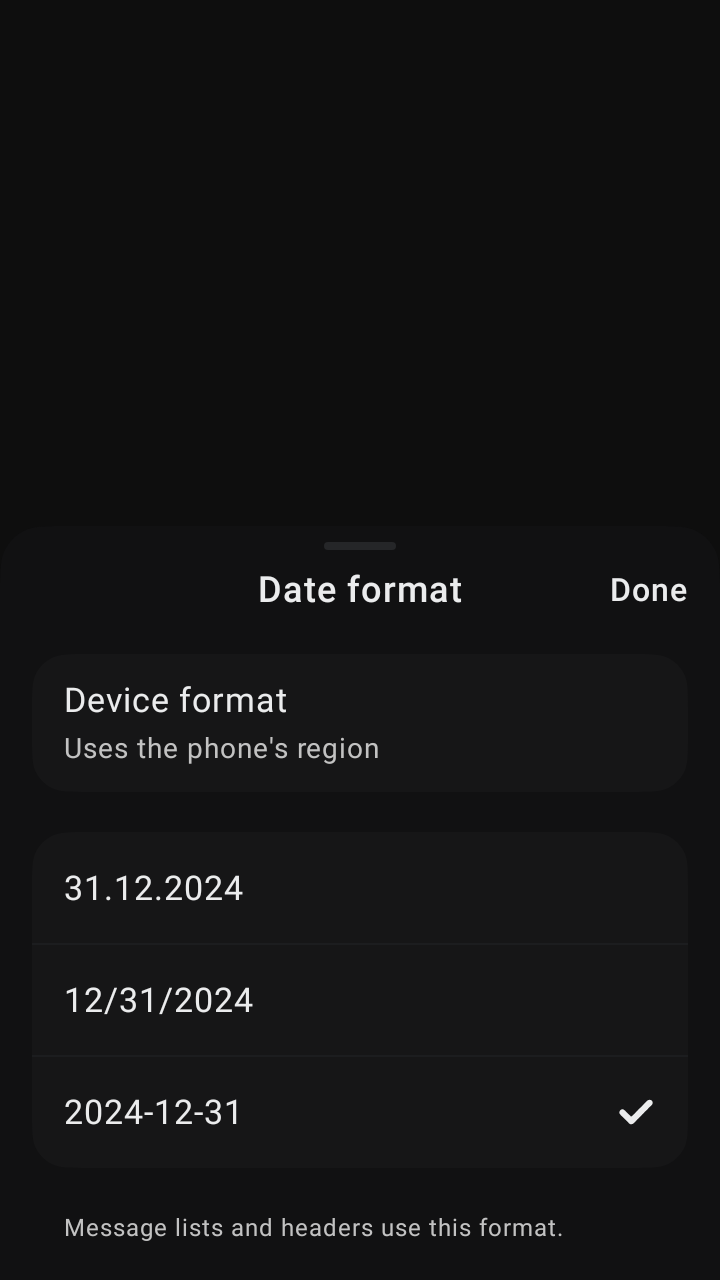 Date format
Done
Device format
Uses the phone's region
31.12.2024
12/31/2024
2024-12-31
Message lists and headers use this format.